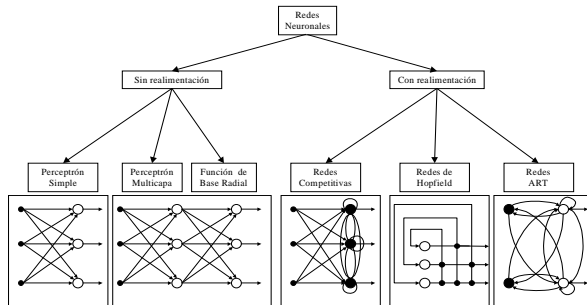 Redes
Neuronales
Sin realimentación
Con realimentación
Perceptrón
Simple
Perceptrón
Multicapa
Función de
Base Radial
Redes
Competitivas
Redes de
Hopfield
Redes
ART